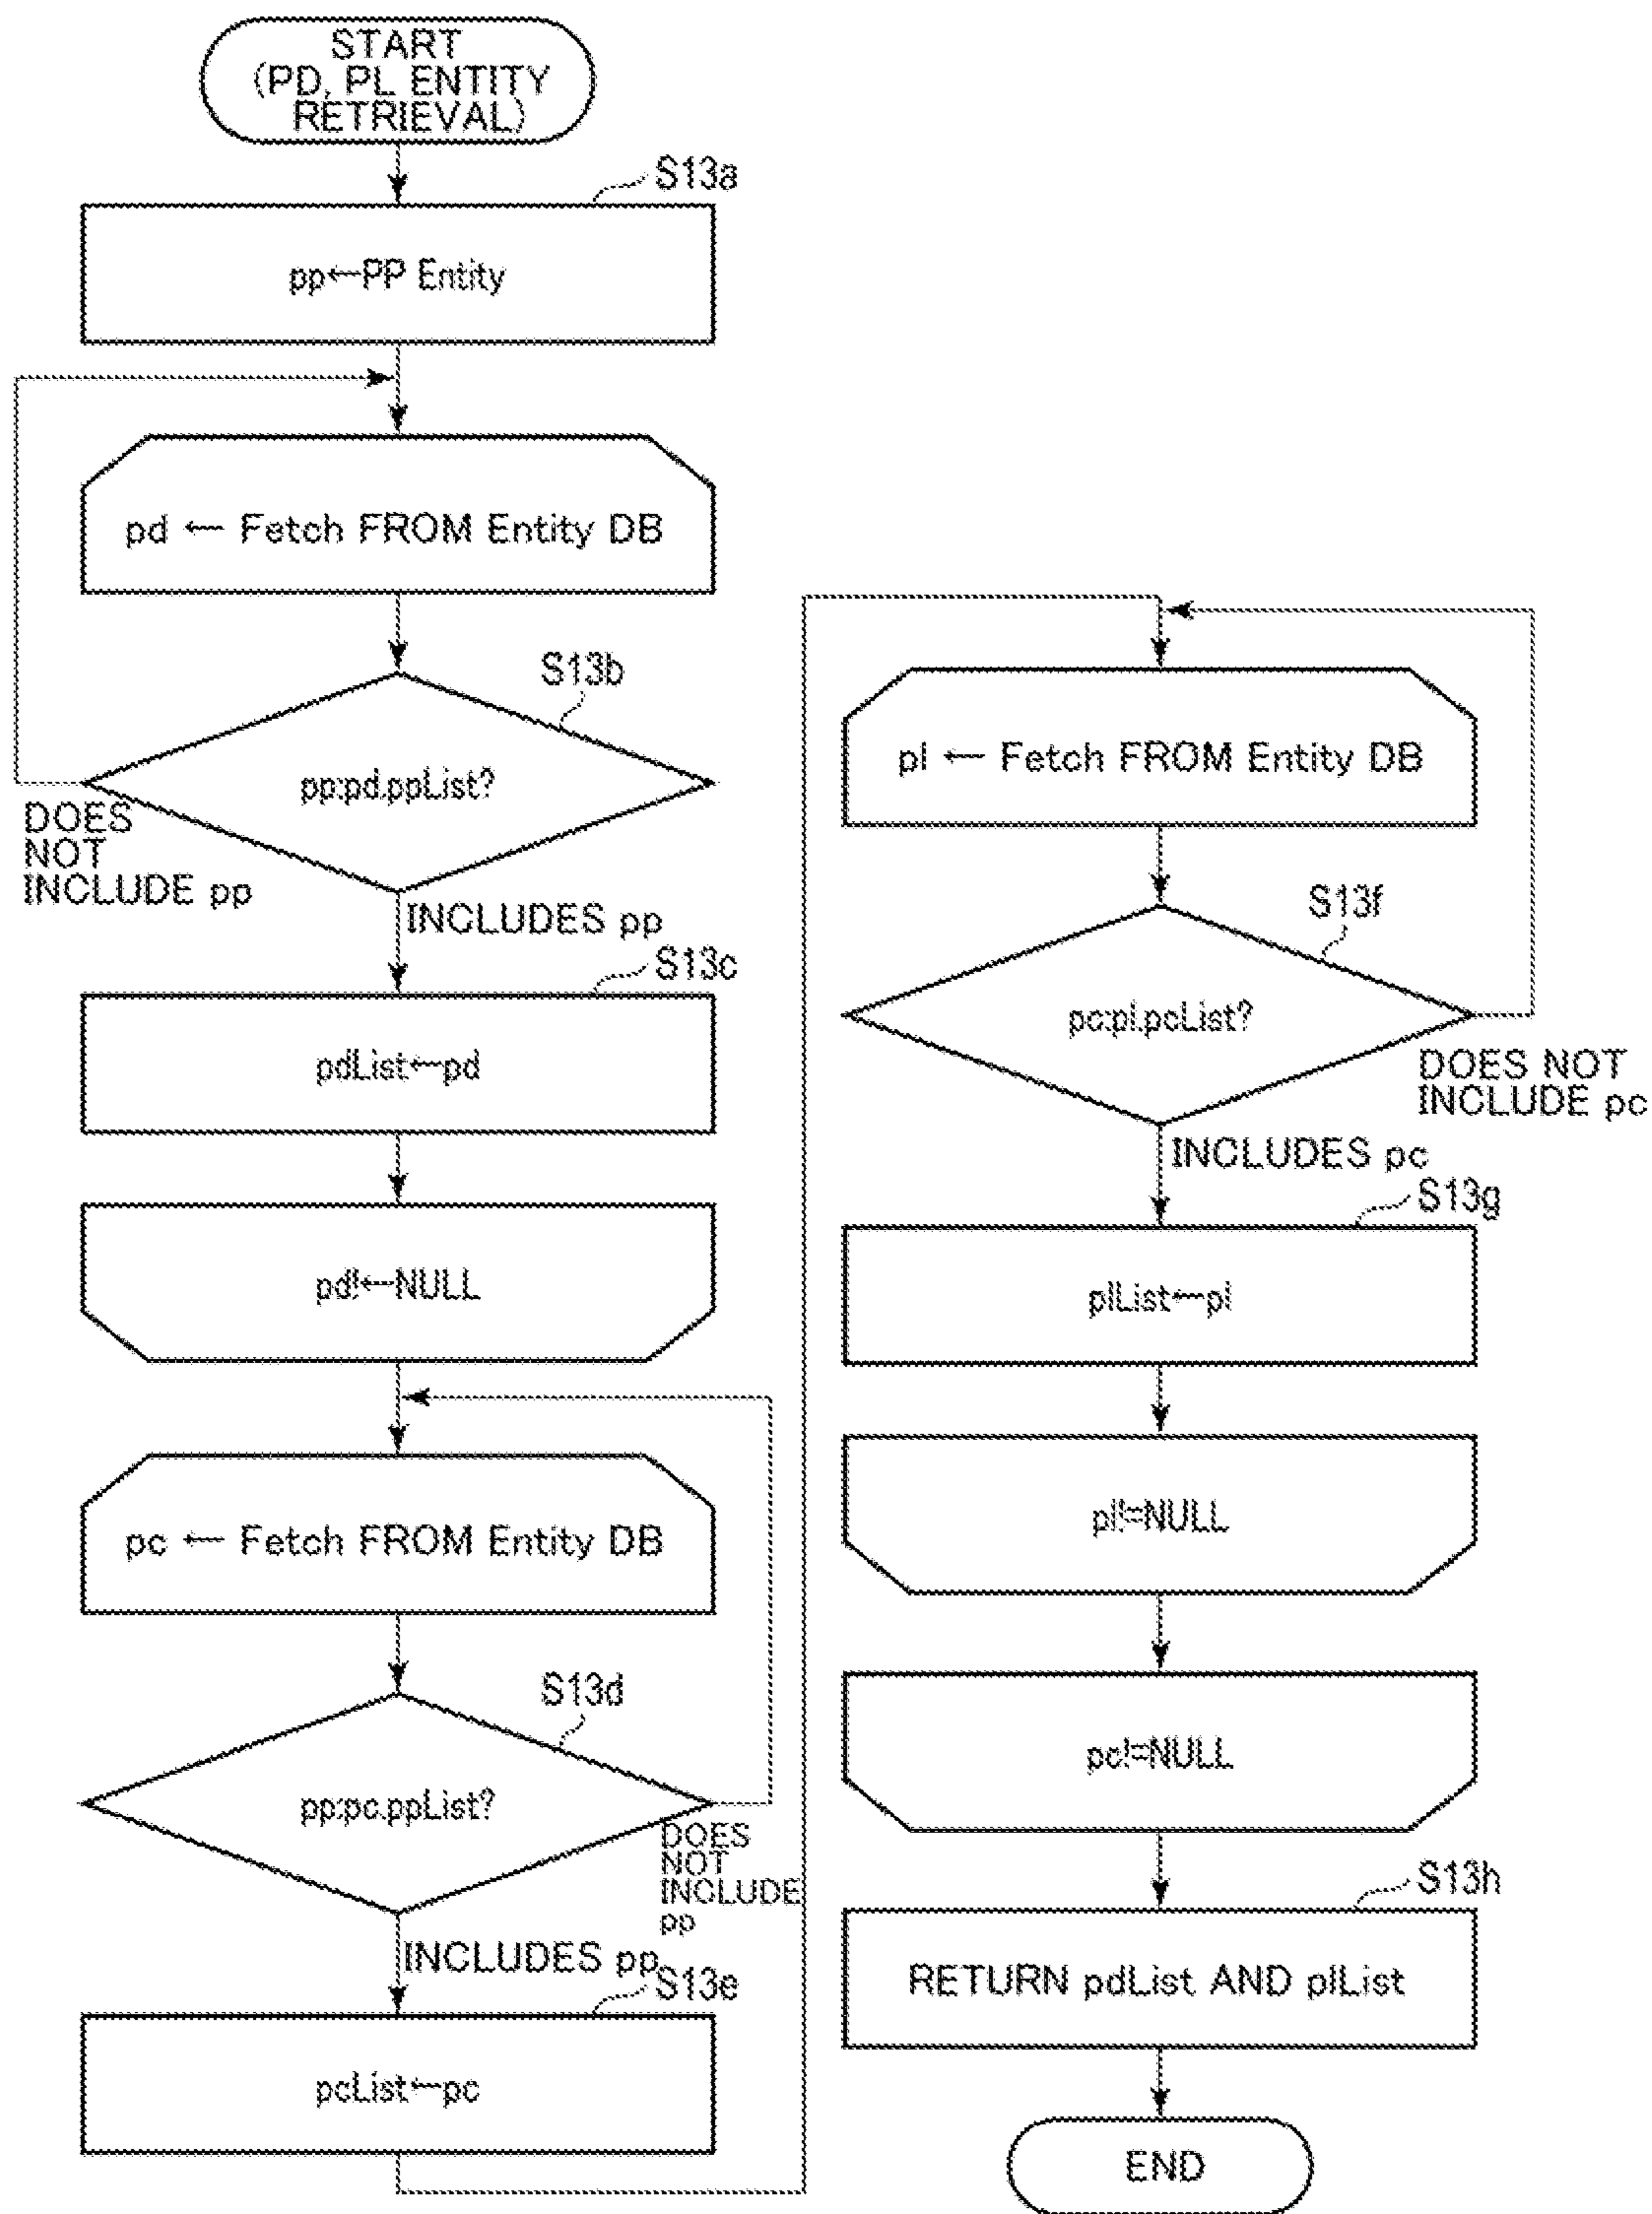 START
(PD, PL ENTITY
RETRIEVAL)
S13a
pp←PP Entity
pd ← Fetch FROM Entity DB
S13b
pp:pd.ppList?
DOES
NOT
INCLUDE pp
INCLUDES pp
S13c
pdList←pd
pd!←NULL
pc ← Fetch FROM Entity DB
S13d
pp:pc.ppList?
DOES
NOT
INCLUDE
pp
INCLUDES pp
S13e
pcList←pc
pl ← Fetch FROM Entity DB
S13f
pc:pl.pcList?
DOES NOT
INCLUDE pc
INCLUDES pc
S13g
plList←pl
pl!=NULL
pc!=NULL
S13h
RETURN pdList AND plList
END